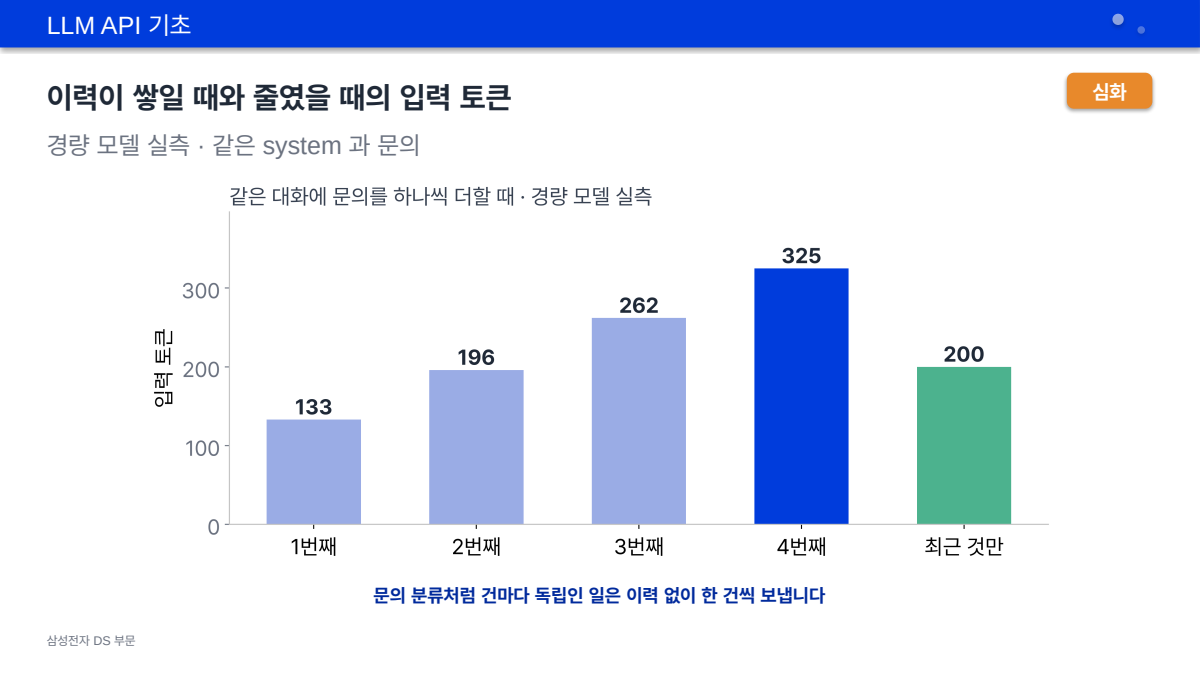 LLM API 기초
이력이 쌓일 때와 줄였을 때의 입력 토큰
심화
경량 모델 실측 · 같은 system 과 문의
같은 대화에 문의를 하나씩 더할 때 · 경량 모델 실측
입력 토큰
300
200
100
0
133
196
262
325
200
1번째
2번째
3번째
4번째
최근 것만
문의 분류처럼 건마다 독립인 일은 이력 없이 한 건씩 보냅니다
삼성전자 DS 부문